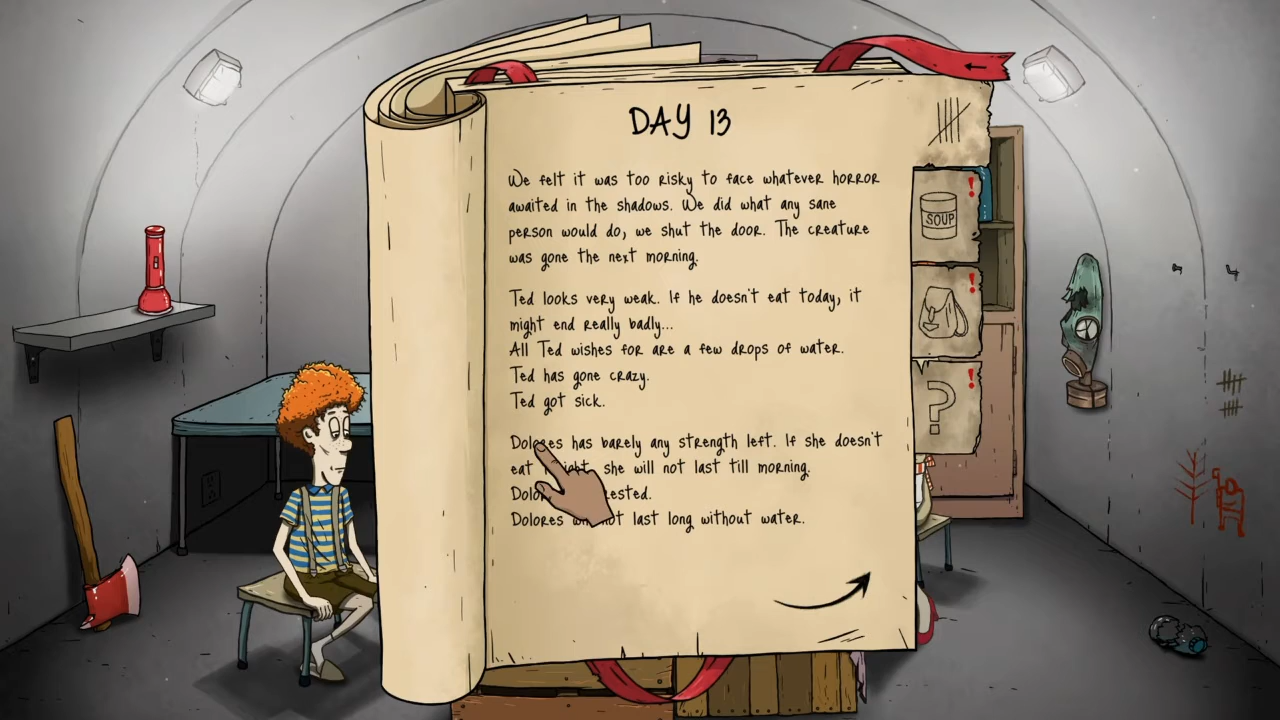 DAY 13
We felt it was too risky to face whatever horror
awaited in the shadows. We did what any sane
person would do, we shut the door. The creature
was gone the next morning.
Ted looks very weak. If he doesn't eat today, it
might end really badly...
All Ted wishes for are a few drops of water.
Ted has gone crazy.
Ted got sick.
Dolores has barely any strength left. If she doesn't
eat she will not last till morning.
Dolores not last long without water.
!
SOUP
!
!
?